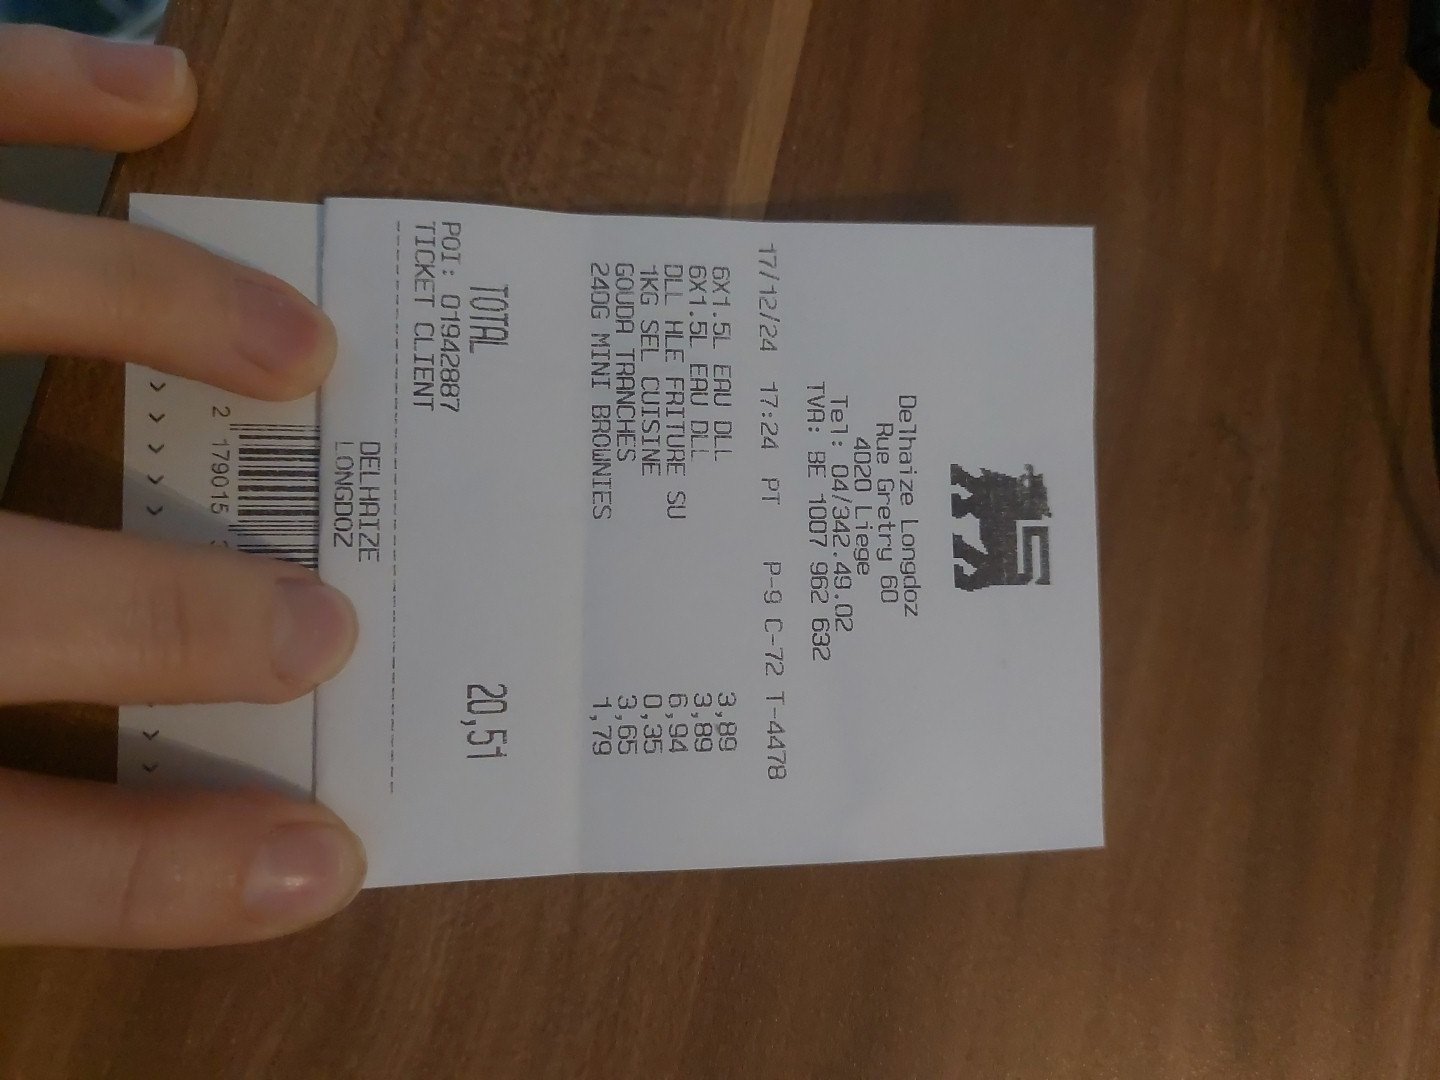 Delhaize Longdoz
Rue Gretry 60
4020 Liege
Tel: 04/342.49.02
TVA: BE 1007 962 632
17/12/24 17:24 PT P-9 C-72 T-4478
6X1.5L EAU DLL 3,89
6X1.5L EAU DLL 3,89
DLL HLE FRITURE SU 6,94
1KG SEL CUISINE 0,35
GOUDA TRANCHES 3,65
240G MINI BROWNIES 1,79
TOTAL 20,51
POI: 01942887
TICKET CLIENT
DELHAIZE
LONGDOZ
2 179015